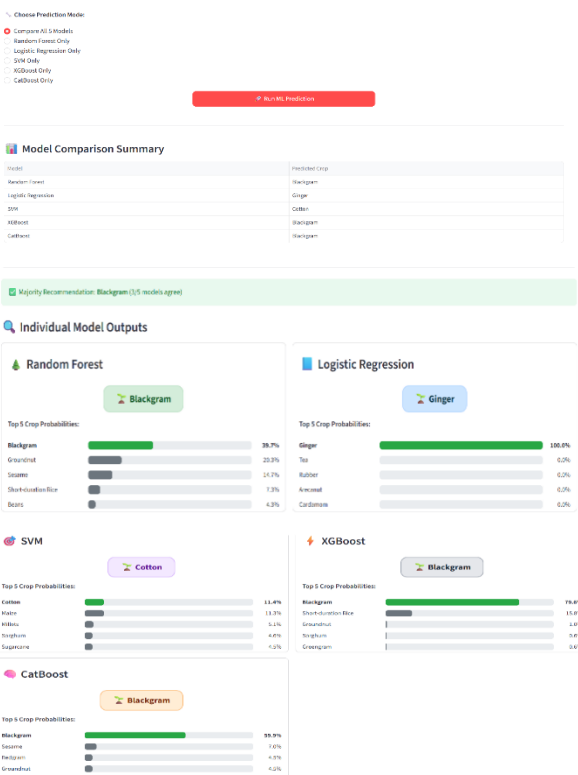 Choose Prediction Mode:
Compare All 5 Models
Random Forest Only
Logistic Regression Only
SVM Only
XGBoost Only
CatBoost Only
Run ML Prediction
Model Comparison Summary
Model Predicted Crop
Random Forest Blackgram
Logistic Regression Ginger
SVM Cotton
XGBoost Blackgram
CatBoost Blackgram
Majority Recommendation: Blackgram (3/5 models agree)
Individual Model Outputs
Random Forest
Blackgram
Top 5 Crop Probabilities:
Blackgram 39.7%
Groundnut 20.3%
Sesame 14.7%
Short-duration Rice 7.3%
Beans 4.3%
Logistic Regression
Ginger
Top 5 Crop Probabilities:
Ginger 100.0%
Tea 0.0%
Rubber 0.0%
Arecanut 0.0%
Cardamom 0.0%
SVM
Cotton
Top 5 Crop Probabilities:
Cotton 11.4%
Maize 11.3%
Millets 5.1%
Sorghum 4.6%
Sugarcane 4.5%
XGBoost
Blackgram
Top 5 Crop Probabilities:
Blackgram
Short-duration Rice
Groundnut
Sorghum
Greengram
CatBoost
Blackgram
Top 5 Crop Probabilities:
Blackgram 59.9%
Sesame 7.0%
Redgram
Groundnut